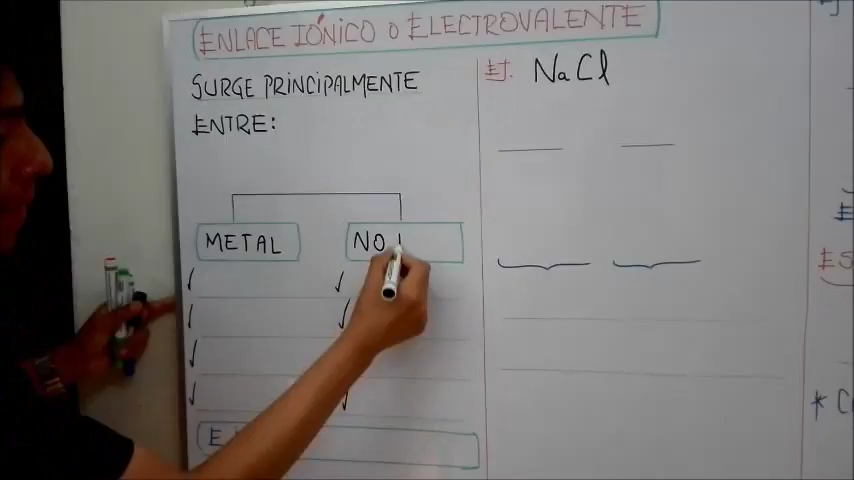 ENLACE IÓNICO o ELECTROVALENTE
SURGE PRINCIPALMENTE
ENTRE:
METAL
NO
EJ. NaCl